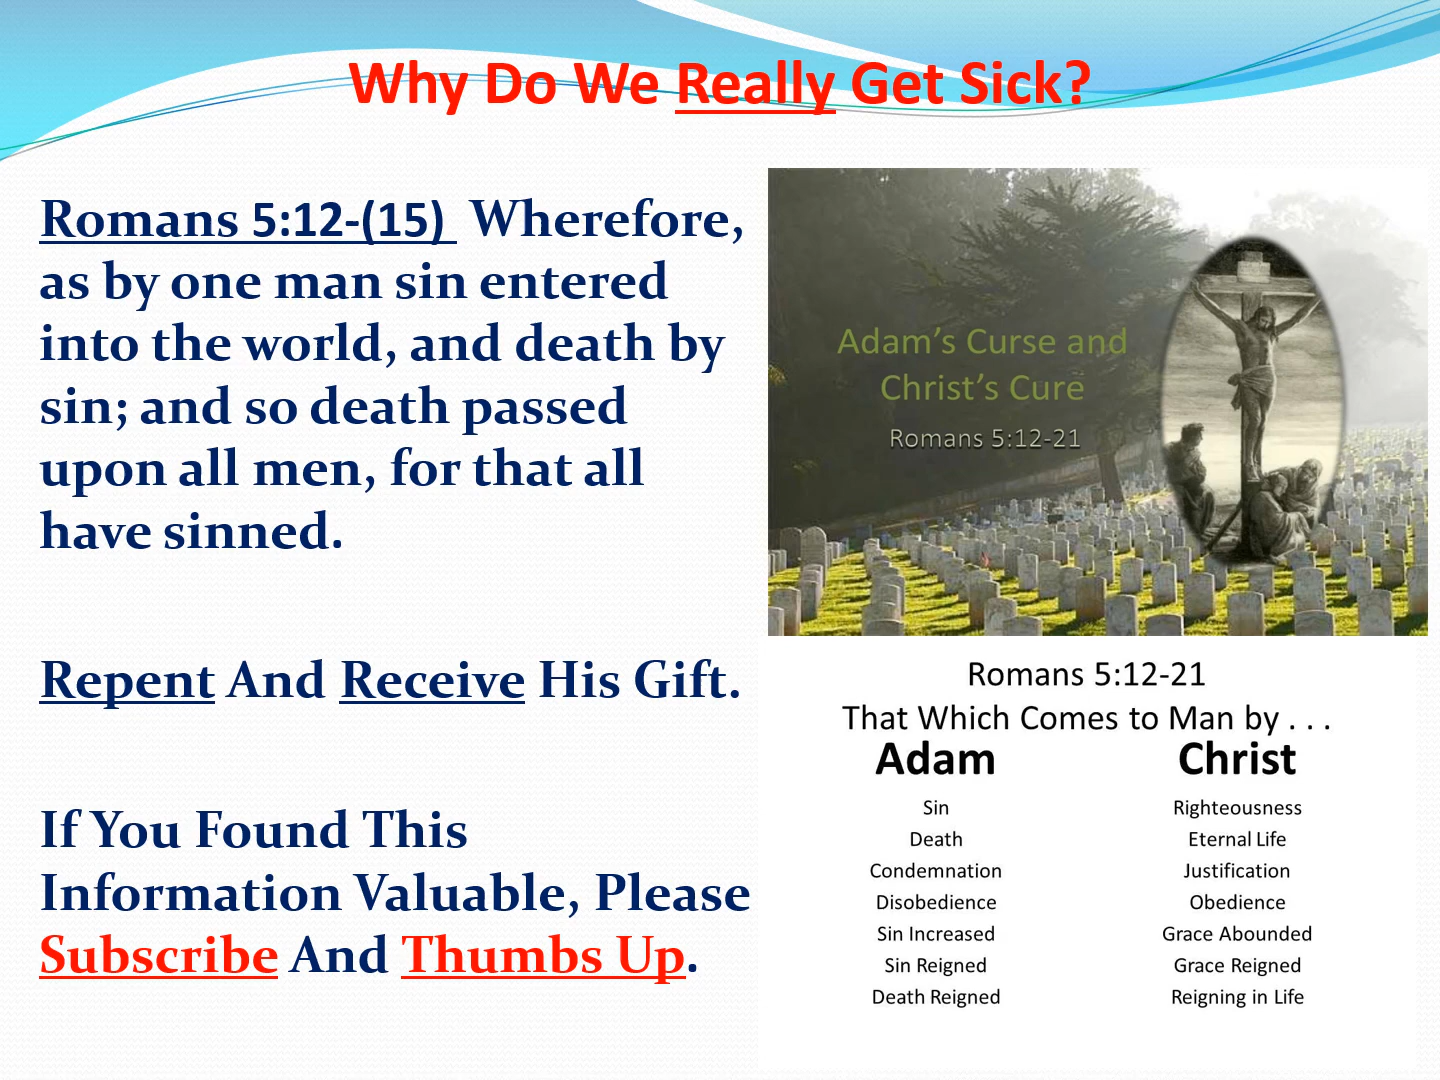 Why Do We Really Get Sick?
Romans 5:12-(15) Wherefore,
as by one man sin entered
into the world, and death by
sin; and so death passed
upon all men, for that all
have sinned.
Repent And Receive His Gift.
If You Found This
Information Valuable, Please
Subscribe And Thumbs Up.
Adam’s Curse and
Christ’s Cure
Romans 5:12-21
Romans 5:12-21
That Which Comes to Man by . . .
Adam Christ
Sin Righteousness
Death Eternal Life
Condemnation Justification
Disobedience Obedience
Sin Increased Grace Abounded
Sin Reigned Grace Reigned
Death Reigned Reigning in Life